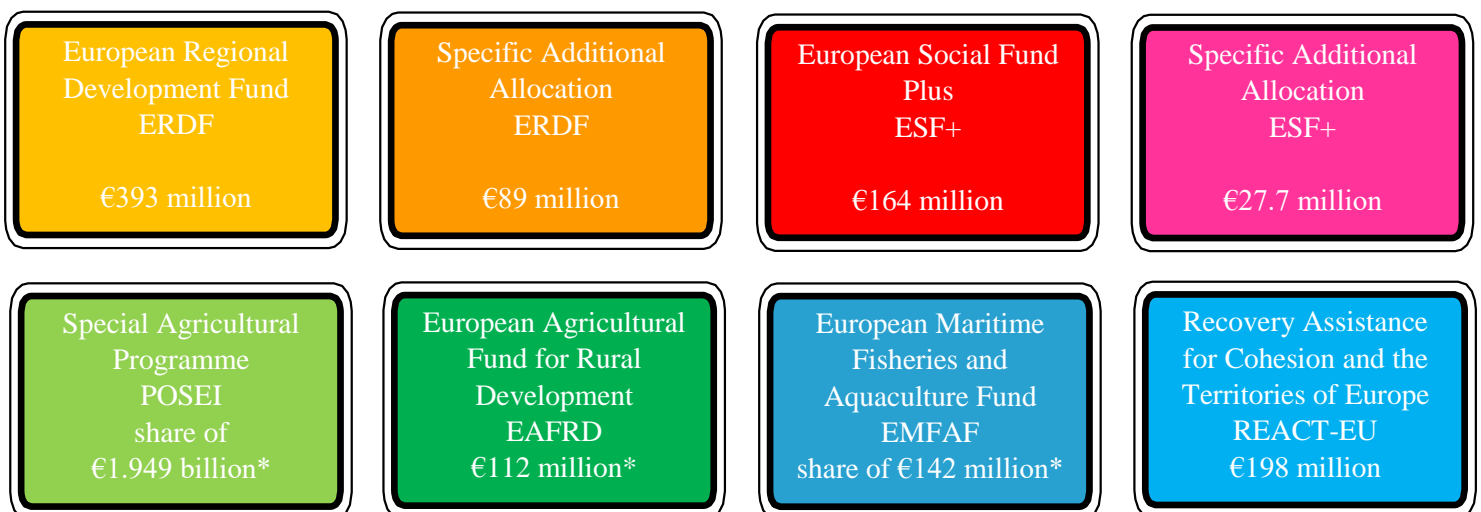 European Regional
Development Fund
ERDF
€393 million
Specific Additional
Allocation
ERDF
€89 million
European Social Fund
Plus
ESF+
€164 million
Specific Additional
Allocation
ESF+
€27.7 million
Special Agricultural
Programme
POSEI
share of
€1.949 billion*
European Agricultural
Fund for Rural
Development
EAFRD
€112 million*
European Maritime
Fisheries and
Aquaculture Fund
EMFAF
share of €142 million*
Recovery Assistance
for Cohesion and the
Territories of Europe
REACT-EU
€198 million